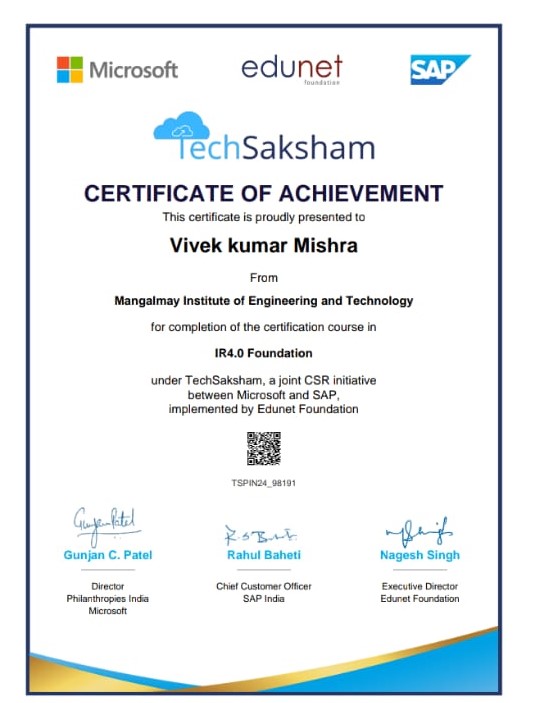 Microsoft
edunet
foundation
SAP
TechSaksham
CERTIFICATE OF ACHIEVEMENT
This certificate is proudly presented to
Vivek kumar Mishra
From
Mangalmay Institute of Engineering and Technology
for completion of the certification course in
IR4.0 Foundation
under TechSaksham, a joint CSR initiative
between Microsoft and SAP,
implemented by Edunet Foundation
TSPIN24_98191
Gunjan C. Patel
Director
Philanthropies India
Microsoft
Rahul Baheti
Chief Customer Officer
SAP India
Nagesh Singh
Executive Director
Edunet Foundation